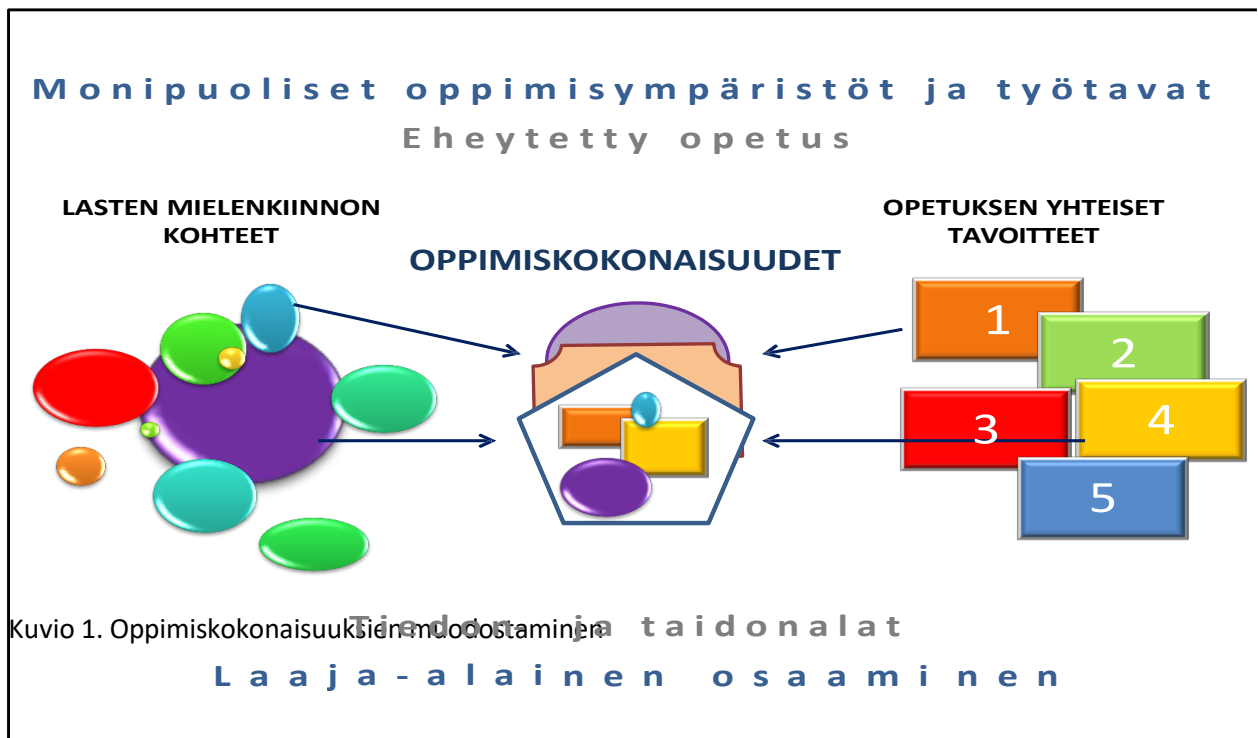 Monipuoliset oppimisympäristöt ja työtavat
Eheytetty opetus
LASTEN MIELENKIINNON
KOHTEET
OPPIMISKOKONAISUUDET
OPETUKSEN YHTEISET
TAVOITTEET
1
2
3
4
5
Kuvio 1. Oppimiskokonaisuuksien muodostaminen
Tiedon- ja taidonalat
Laaja-alainen osaaminen